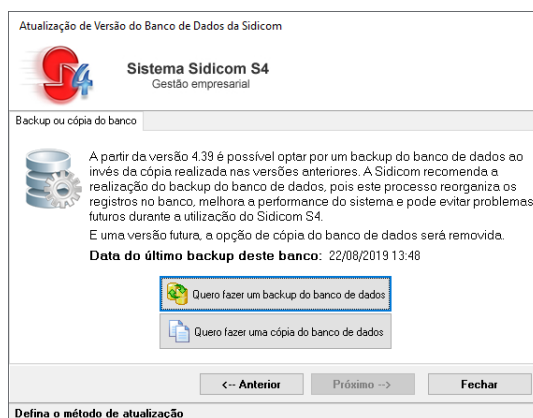 Atualização de Versão do Banco de Dados da Sidicom
S4
Sistema Sidicom S4
Gestão empresarial
Backup ou cópia do banco
A partir da versão 4.39 é possível optar por um backup do banco de dados ao
invés da cópia realizada nas versões anteriores. A Sidicom recomenda a
realização do backup do banco de dados, pois este processo reorganiza os
registros no banco, melhora a performance do sistema e pode evitar problemas
futuros durante a utilização do Sidicom S4.
E uma versão futura, a opção de cópia do banco de dados será removida.
Data do último backup deste banco: 22/08/2019 13:48
Quero fazer um backup do banco de dados
Quero fazer uma cópia do banco de dados
<-- Anterior
Próximo -->
Fechar
Defina o método de atualização